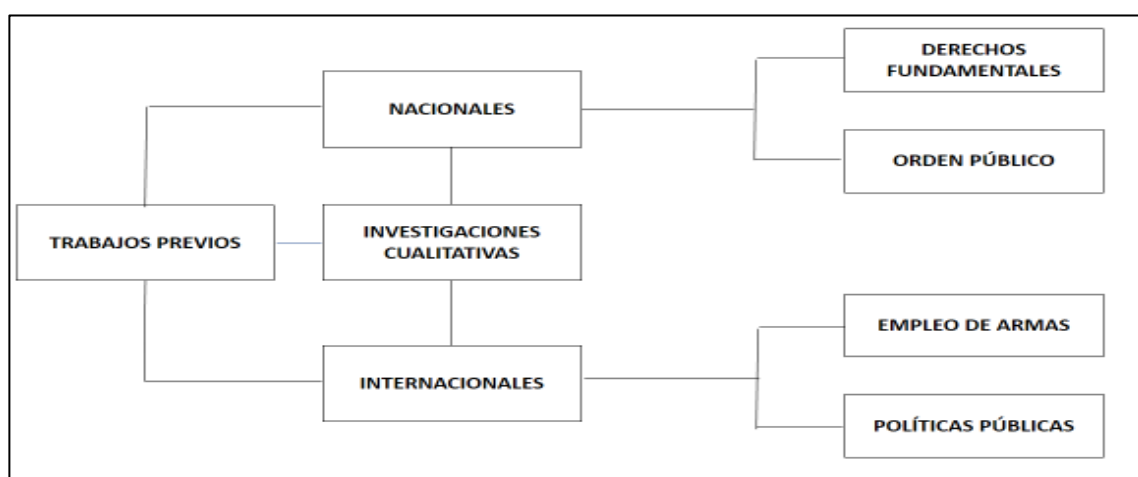 DERECHOS
FUNDAMENTALES
NACIONALES
ORDEN PÚBLICO
TRABAJOS PREVIOS
INVESTIGACIONES
CUALITATIVAS
EMPLEO DE ARMAS
INTERNACIONALES
POLÍTICAS PÚBLICAS